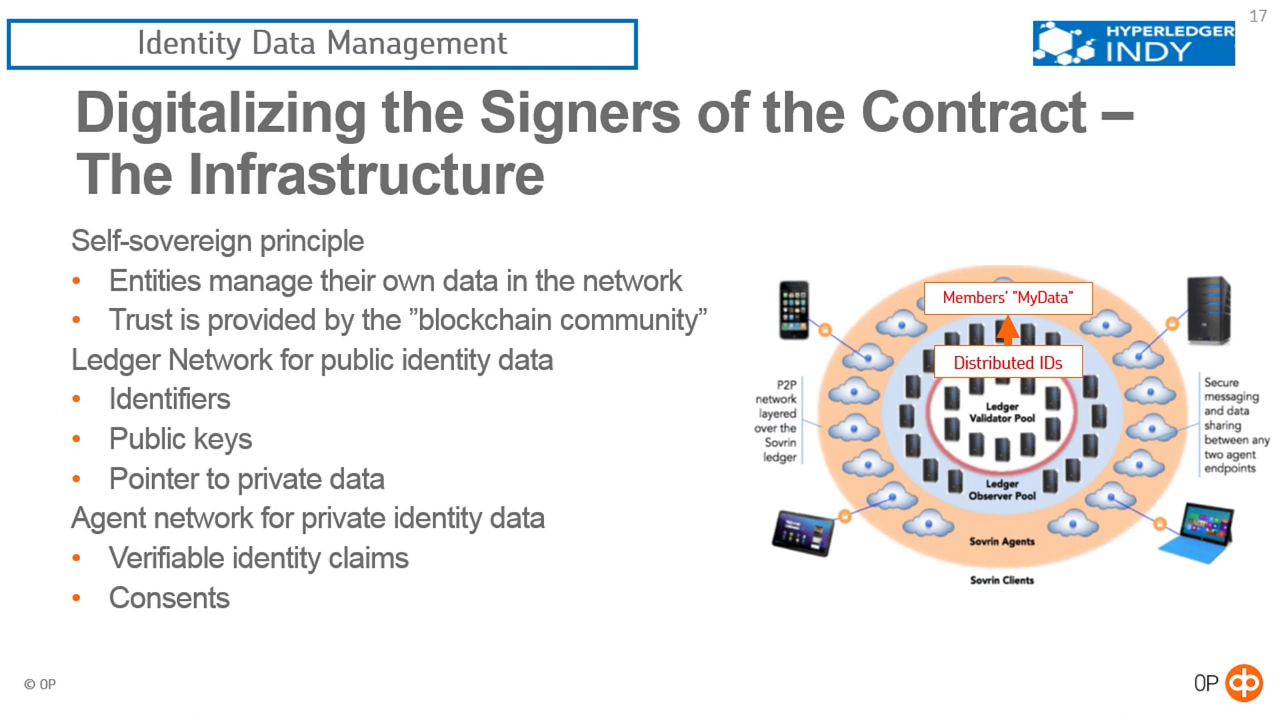 17
Identity Data Management
HYPERLEDGER
INDY
Digitalizing the Signers of the Contract –
The Infrastructure
Self-sovereign principle
• Entities manage their own data in the network
• Trust is provided by the ”blockchain community”
Ledger Network for public identity data
• Identifiers
• Public keys
• Pointer to private data
Agent network for private identity data
• Verifiable identity claims
• Consents
Members' "MyData"
Distributed IDs
Ledger
Validator Pool
Ledger
Observer Pool
Sovrin Agents
Sovrin Clients
P2P
network
layered
over the
Sovrin
ledger
Secure
messaging
and data
sharing
between any
two agent
endpoints
© OP
OP